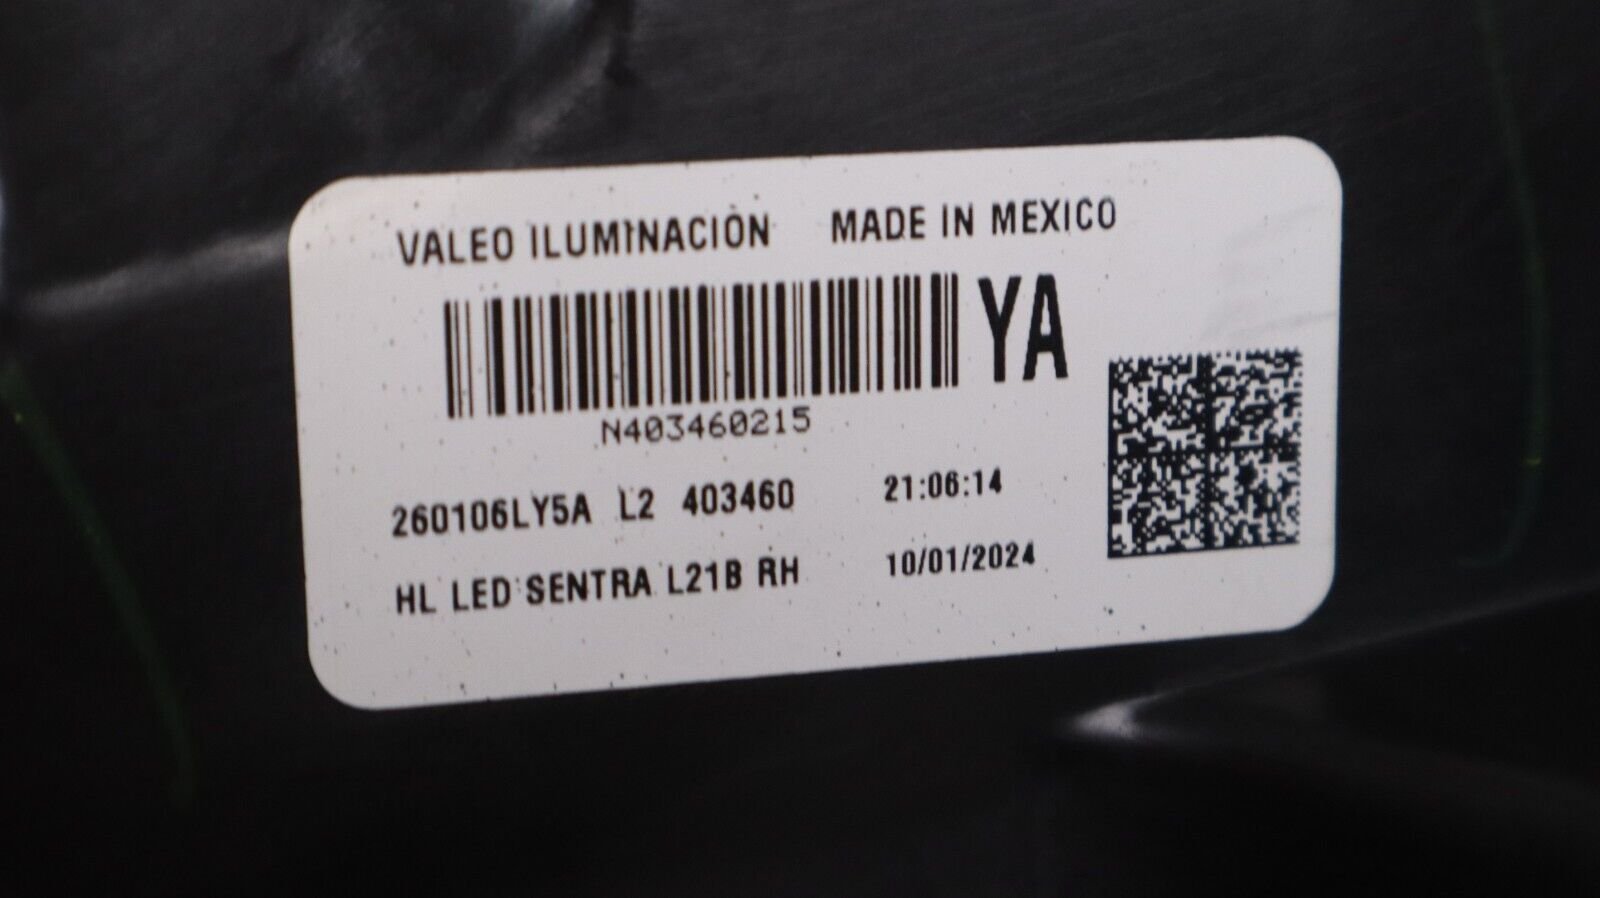 VALEO ILUMINACIÓN MADE IN MEXICO
YA
N403460215
260106LY5A L2 403460 21:06:14
HL LED SENTRA L21B RH 10/01/2024